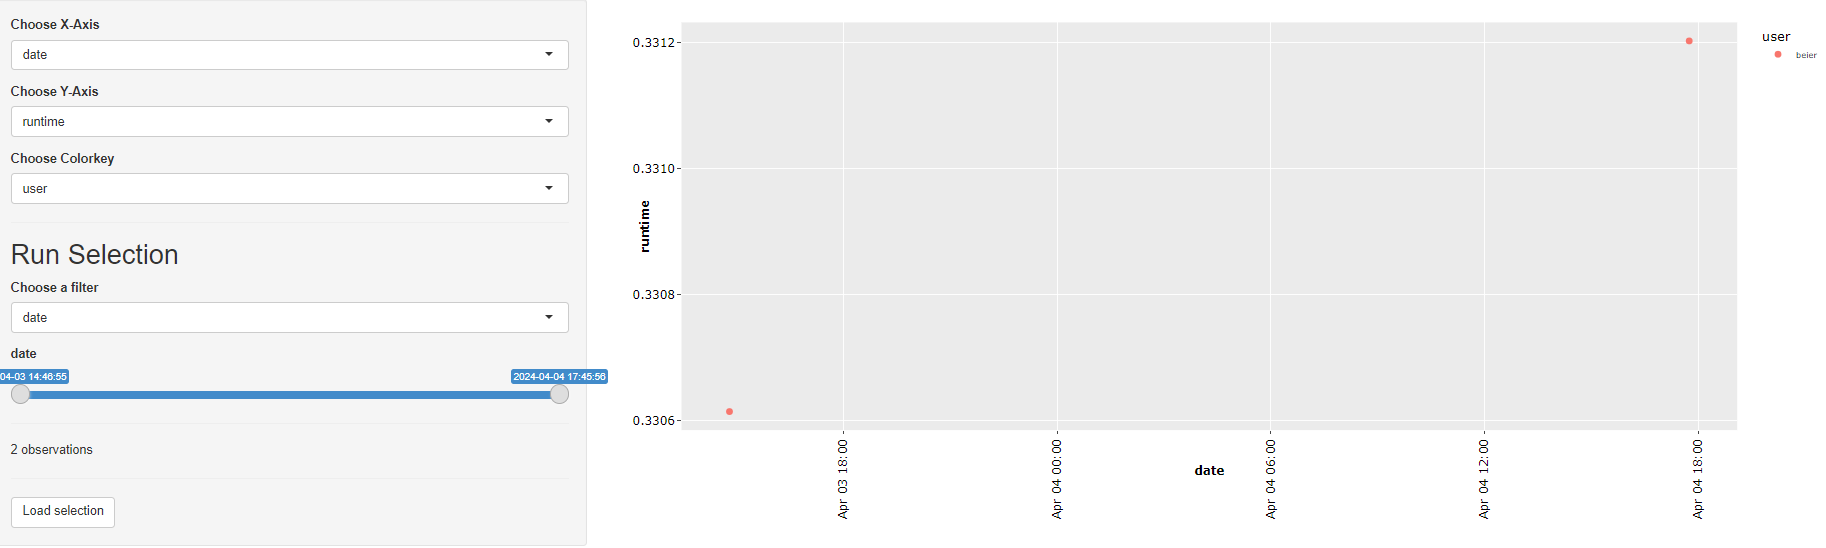 Choose X-Axis
date
Choose Y-Axis
runtime
Choose Colorkey
user
Run Selection
Choose a filter
date
date
04-03 14:46:55
2024-04-04 17:45:56
2 observations
Load selection
0.3312
0.3310
0.3308
0.3306
runtime
Apr 03 18:00
Apr 04 00:00
Apr 04 06:00
Apr 04 12:00
Apr 04 18:00
date
user
beier